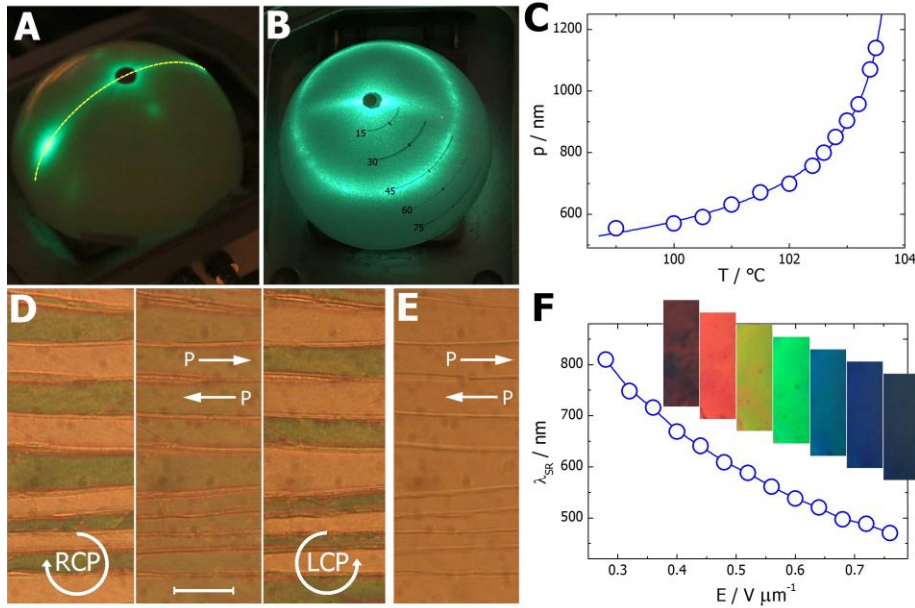 A
B
15
30
45
60
75
C
1200
1000
800
600
p / nm
100
102
104
T / °C
D
P
P
RCP
LCP
E
P
P
F
800
700
600
500
λSR / nm
0.3
0.4
0.5
0.6
0.7
E / V μm⁻¹